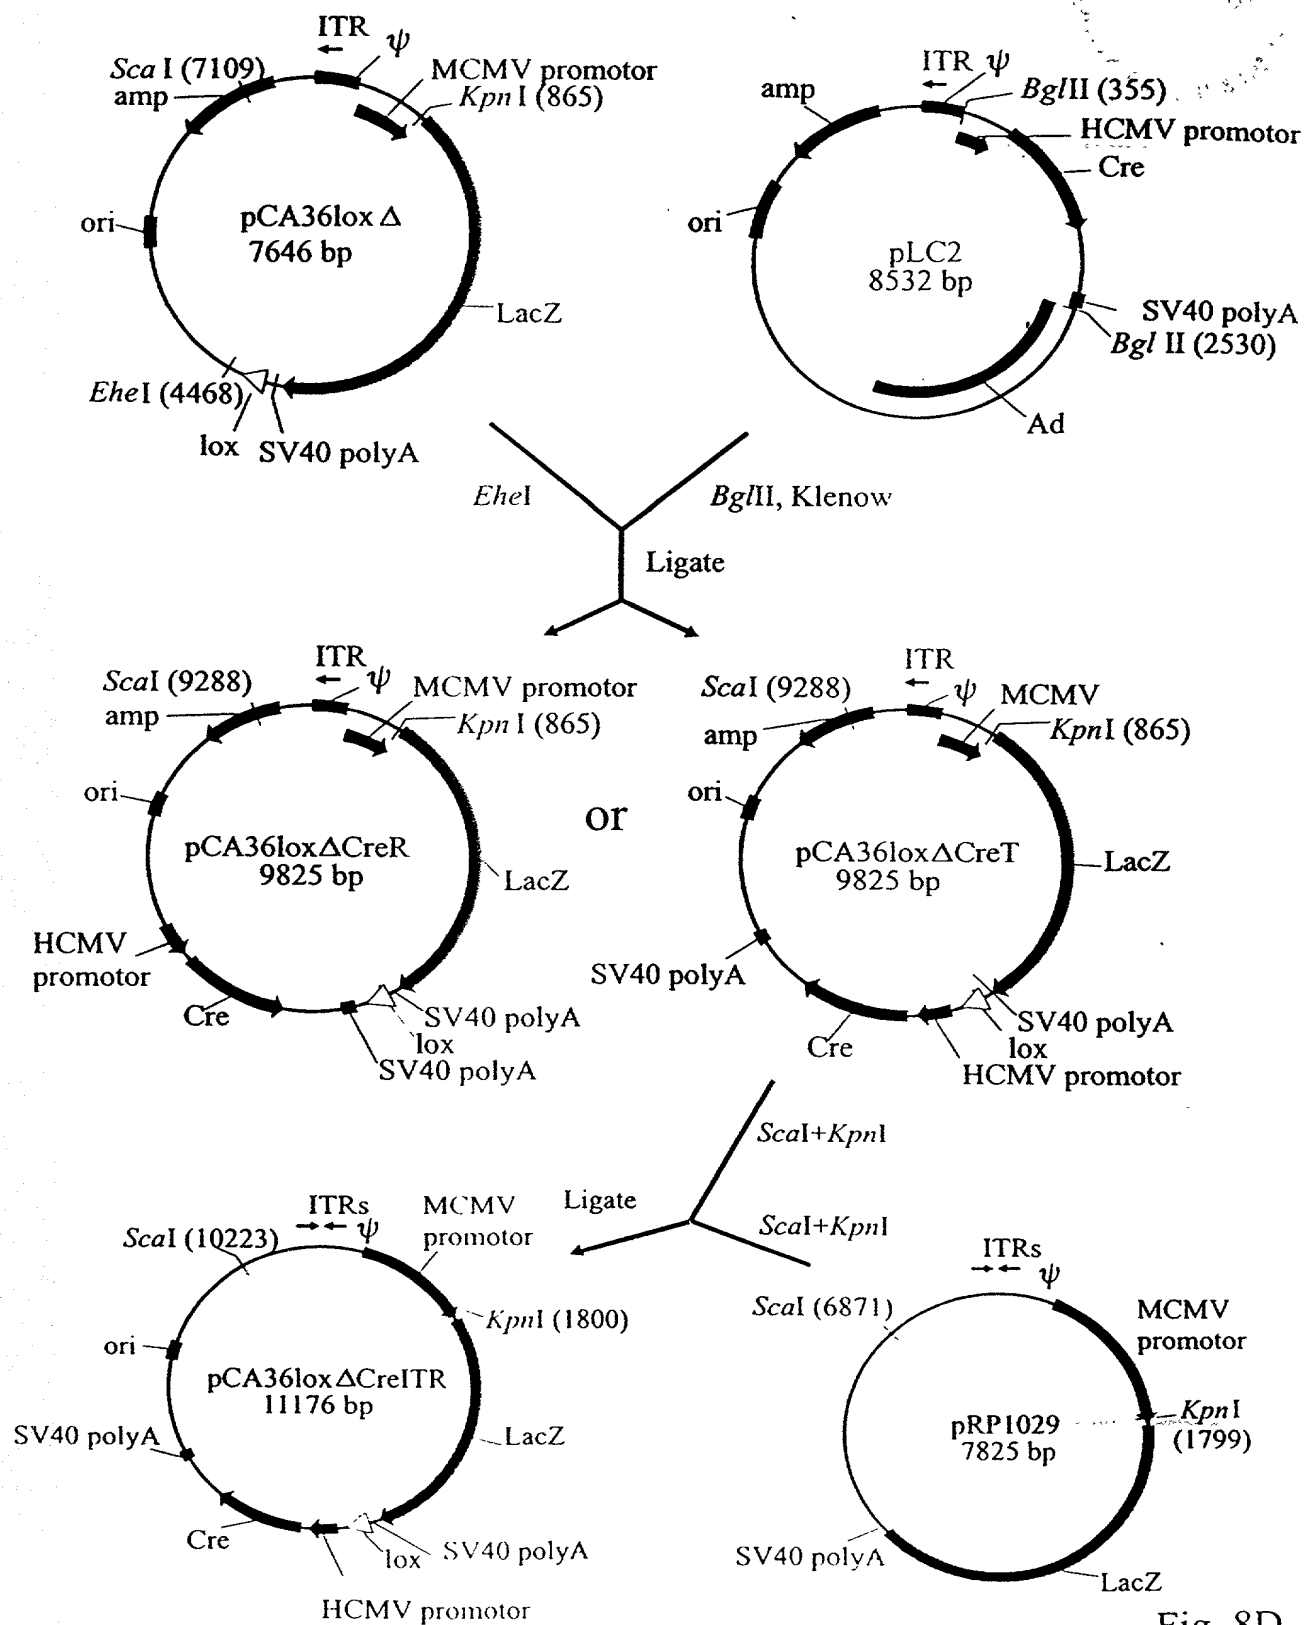 ITR
ψ
Sca I (7109)
amp
MCMV promotor
Kpn I (865)
ori
pCA36lox Δ
7646 bp
LacZ
EheI (4468)
lox
SV40 polyA
ITR
ψ
amp
BglII (355)
HCMV promotor
Cre
ori
pLC2
8532 bp
SV40 polyA
Bgl II (2530)
Ad
EheI
BglII, Klenow
Ligate
ITR
ψ
ScaI (9288)
amp
MCMV promotor
Kpn I (865)
ori
pCA36loxΔCreR
9825 bp
LacZ
HCMV
promotor
Cre
SV40 polyA
lox
SV40 polyA
or
ITR
ψ
ScaI (9288)
amp
MCMV
KpnI (865)
ori
pCA36loxΔCreT
9825 bp
LacZ
SV40 polyA
Cre
SV40 polyA
lox
HCMV promotor
ScaI+KpnI
Ligate
ScaI+KpnI
ITRs
ψ
MCMV
promotor
ScaI (10223)
KpnI (1800)
ori
pCA36loxΔCreITR
11176 bp
SV40 polyA
LacZ
Cre
lox
SV40 polyA
HCMV promotor
ITRs
ψ
ScaI (6871)
MCMV
promotor
pRP1029
7825 bp
KpnI
(1799)
SV40 polyA
LacZ
Fig. 8D